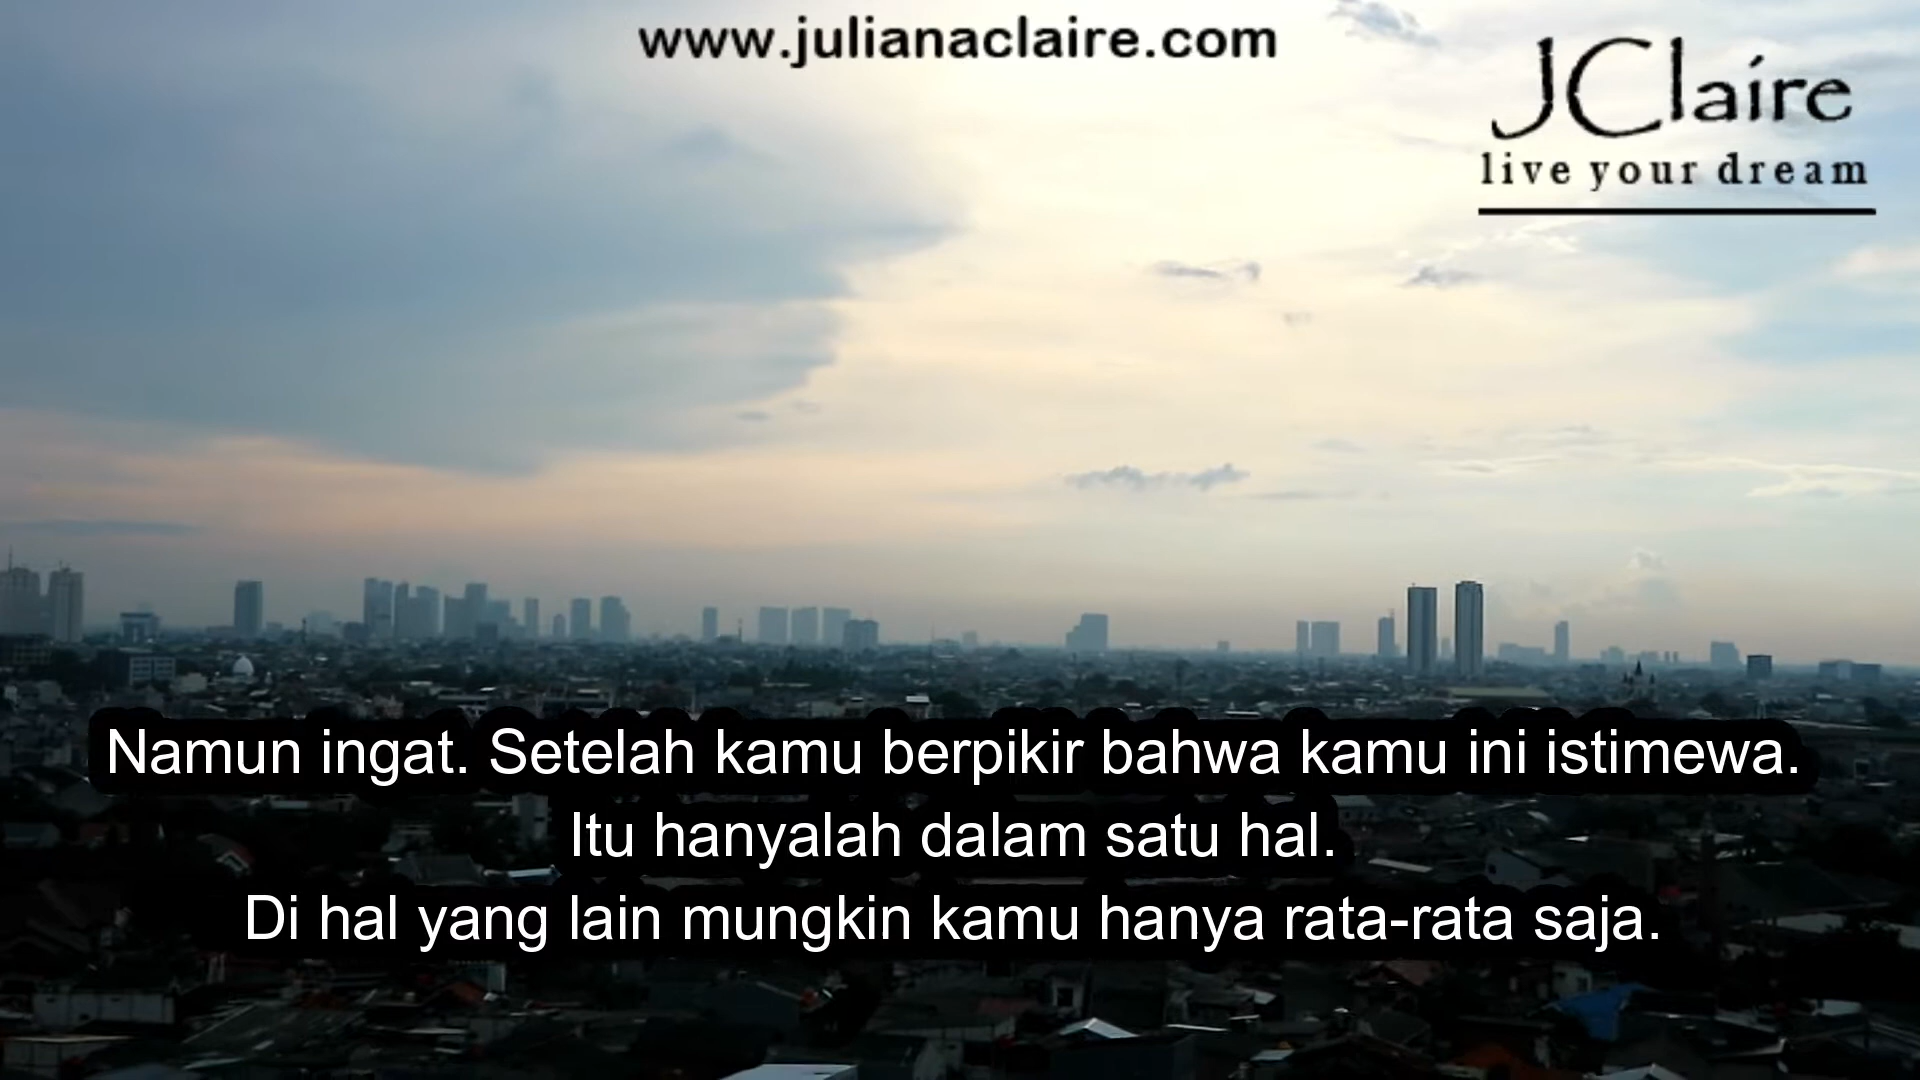 www.julianaclaire.com
JClaire
live your dream
Namun ingat. Setelah kamu berpikir bahwa kamu ini istimewa.
Itu hanyalah dalam satu hal.
Di hal yang lain mungkin kamu hanya rata-rata saja.